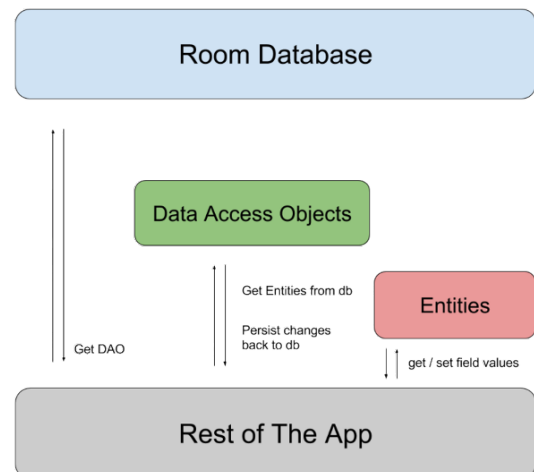 Room Database
Data Access Objects
Get Entities from db
Entities
Persist changes
back to db
Get DAO
get / set field values
Rest of The App